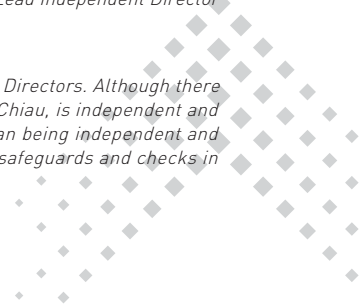 Lead Independent Director
Directors. Although there
Chiau, is independent and
an being independent and
safeguards and checks in